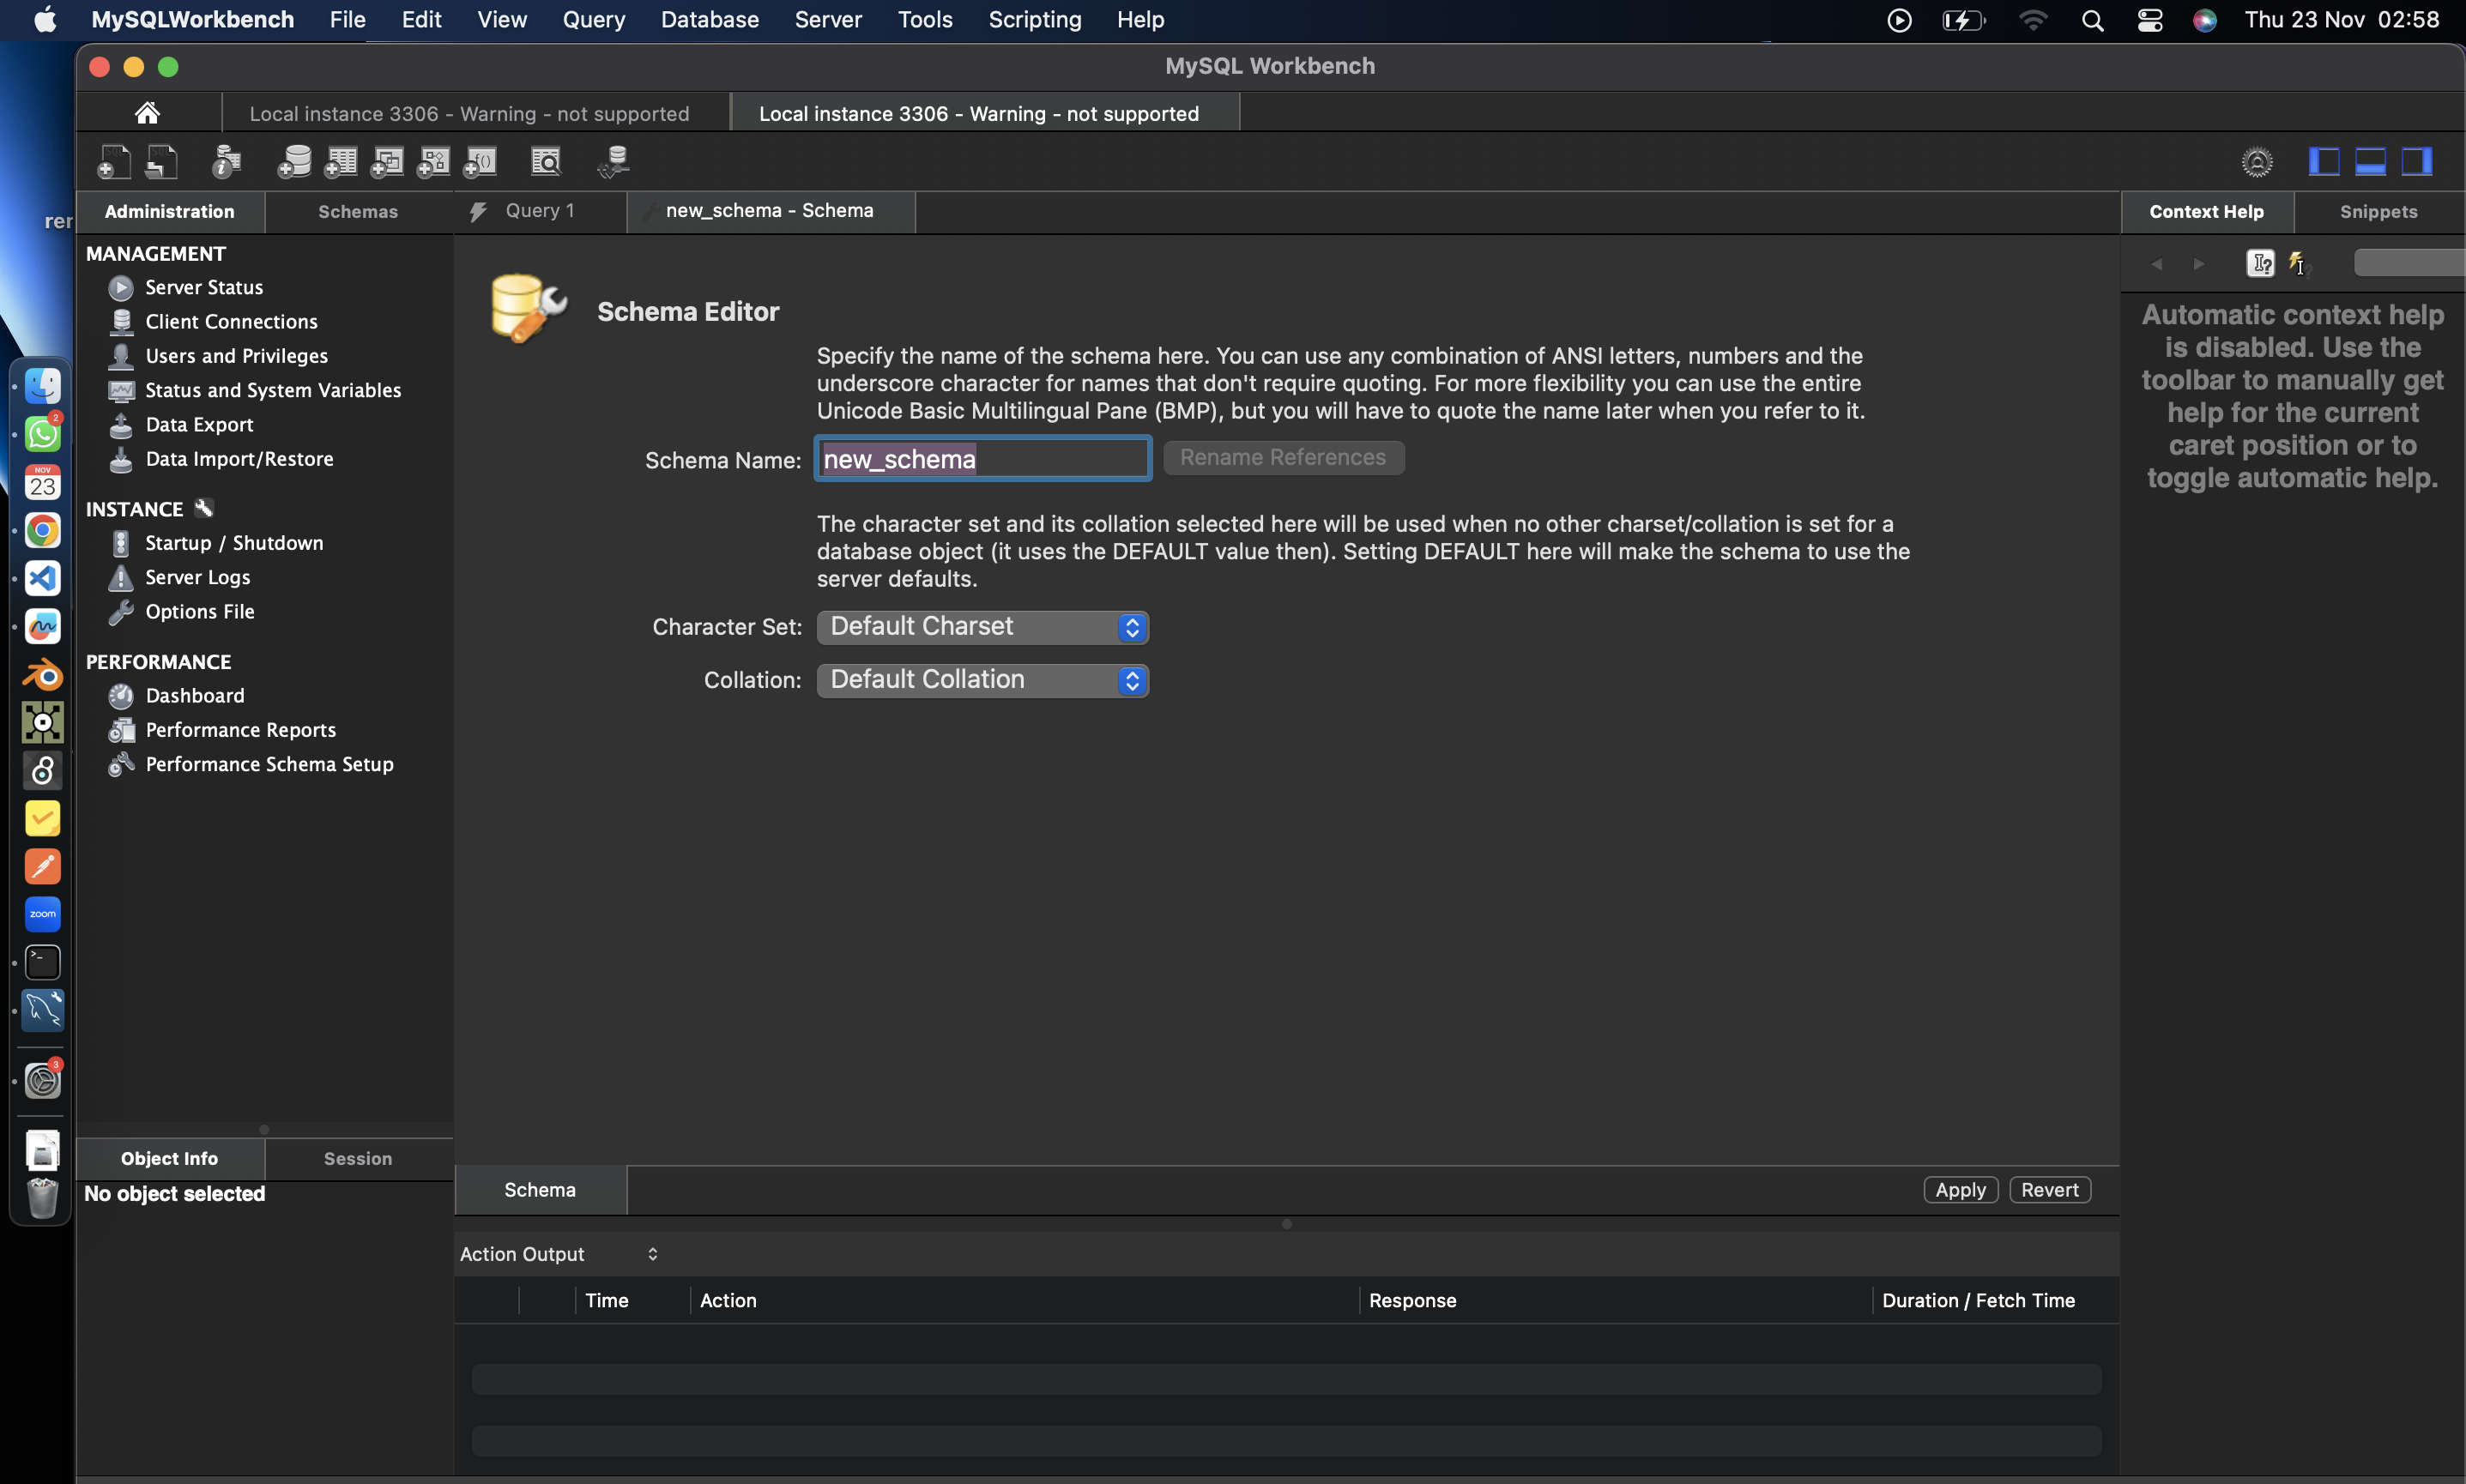 MySQLWorkbench File Edit View Query Database Server Tools Scripting Help Thu 23 Nov 02:58
MySQL Workbench
Local instance 3306 - Warning - not supported Local instance 3306 - Warning - not supported
Administration Schemas Query 1 new_schema - Schema Context Help Snippets
rer
MANAGEMENT
Server Status
Client Connections
Users and Privileges
Status and System Variables
Data Export
Data Import/Restore
INSTANCE
Startup / Shutdown
Server Logs
Options File
PERFORMANCE
Dashboard
Performance Reports
Performance Schema Setup
2
NOV
23
zoom
3
Object Info Session
No object selected
Schema Editor
Specify the name of the schema here. You can use any combination of ANSI letters, numbers and the
underscore character for names that don't require quoting. For more flexibility you can use the entire
Unicode Basic Multilingual Pane (BMP), but you will have to quote the name later when you refer to it.
Schema Name: new_schema Rename References
The character set and its collation selected here will be used when no other charset/collation is set for a
database object (it uses the DEFAULT value then). Setting DEFAULT here will make the schema to use the
server defaults.
Character Set: Default Charset
Collation: Default Collation
Schema Apply Revert
Action Output
Time Action Response Duration / Fetch Time
Automatic context help
is disabled. Use the
toolbar to manually get
help for the current
caret position or to
toggle automatic help.